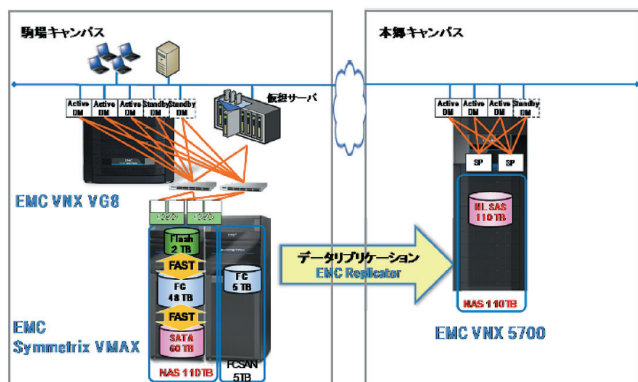 駒場キャンパス
本郷キャンパス
Active
DM
Active
DM
Active
DM
Standby
DM
Standby
DM
仮想サーバ
Active
DM
Active
DM
Active
DM
Standby
DM
SP
SP
EMC VNX VG8
NL SAS
110 TB
Flash
2 TB
FAST
FC
48 TB
FAST
SATA
60 TB
FC
5 TB
データリプリケーション
EMC Replicator
NAS 110TB
EMC VNX 5700
EMC
Symmetrix VMAX
NAS 110TB
FCSAN
5TB